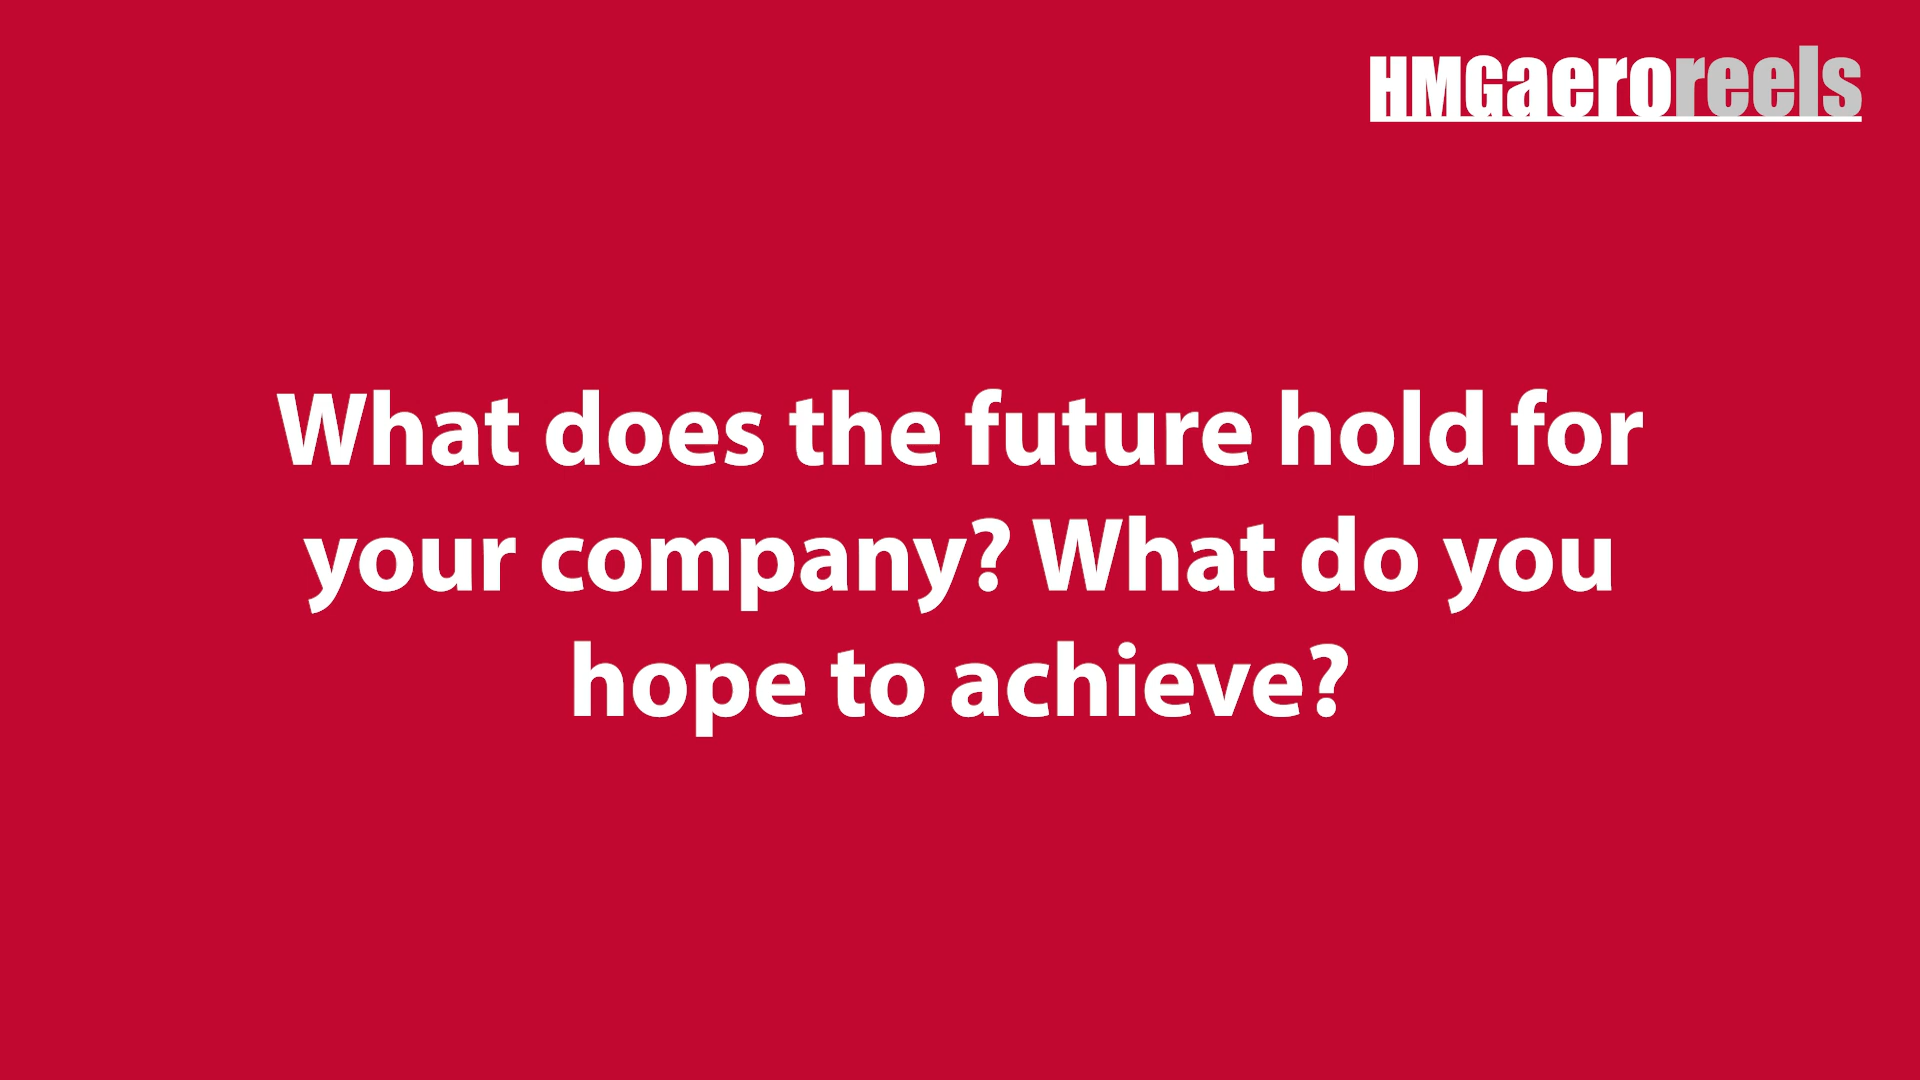 HMGaeroreels
What does the future hold for
your company? What do you
hope to achieve?